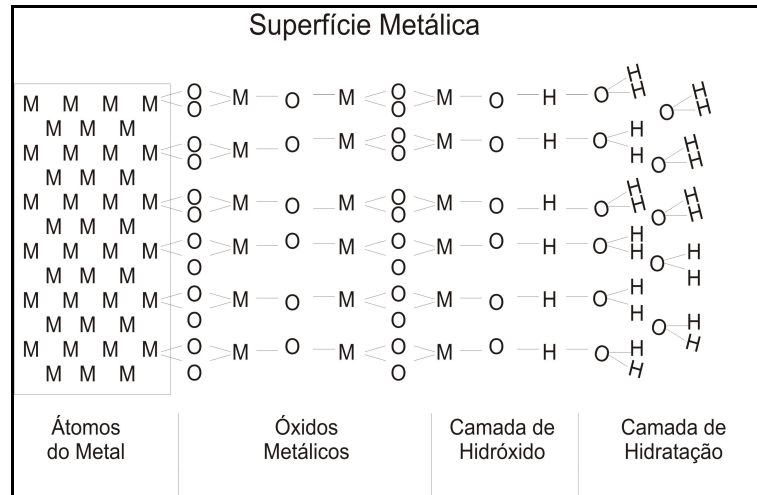 Superfície Metálica
H
H
O O H H
M M M M O M O M O M O H O H O H
M M M O O H
M M M M O M O M O M O H O H H
M M M O O H O H
M M M M O M O M O M O H O H H H
M M M O O O H
M M M M O M O M O M O H O H O H
M M M O O H H
M M M M O M O M O M O H O H H
M M M O O H O H H
M M M M O M O M O M O H O H
M M M O O H
Átomos Óxidos Camada de Camada de
do Metal Metálicos Hidróxido Hidratação